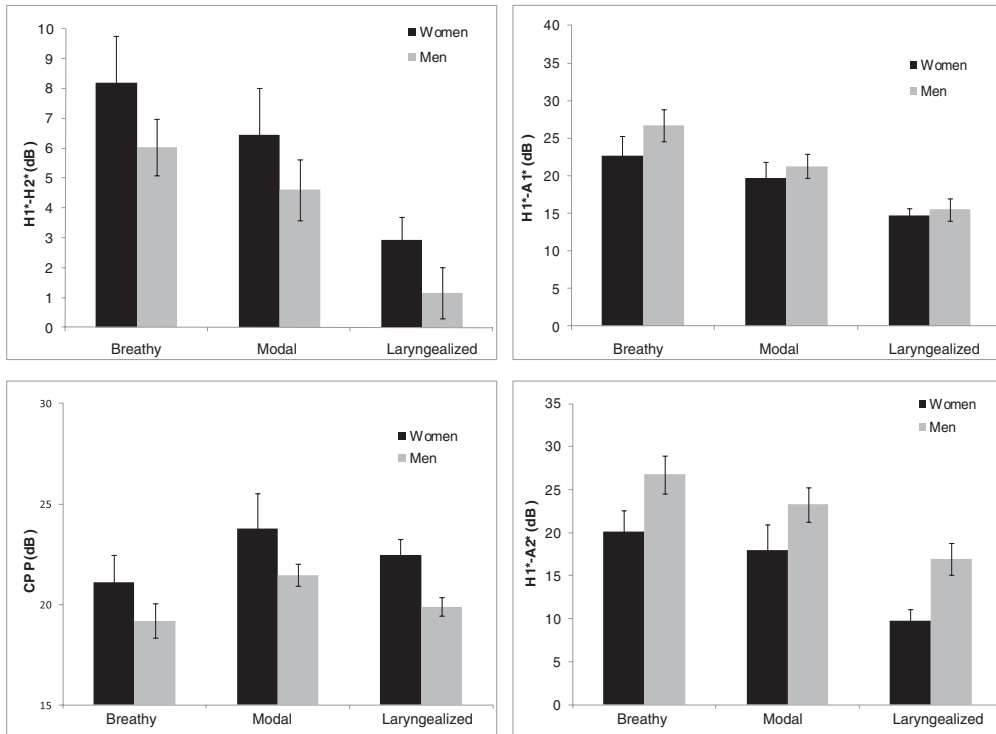 H1*-H2* (dB)
10
9
8
7
6
5
4
3
2
1
0
Women
Men
Breathy Modal Laryngealized
H1*-A1* (dB)
40
35
30
25
20
15
10
5
0
Women
Men
Breathy Modal Laryngealized
CPP (dB)
30
25
20
15
Women
Men
Breathy Modal Laryngealized
H1*-A2* (dB)
35
30
25
20
15
10
5
0
Women
Men
Breathy Modal Laryngealized